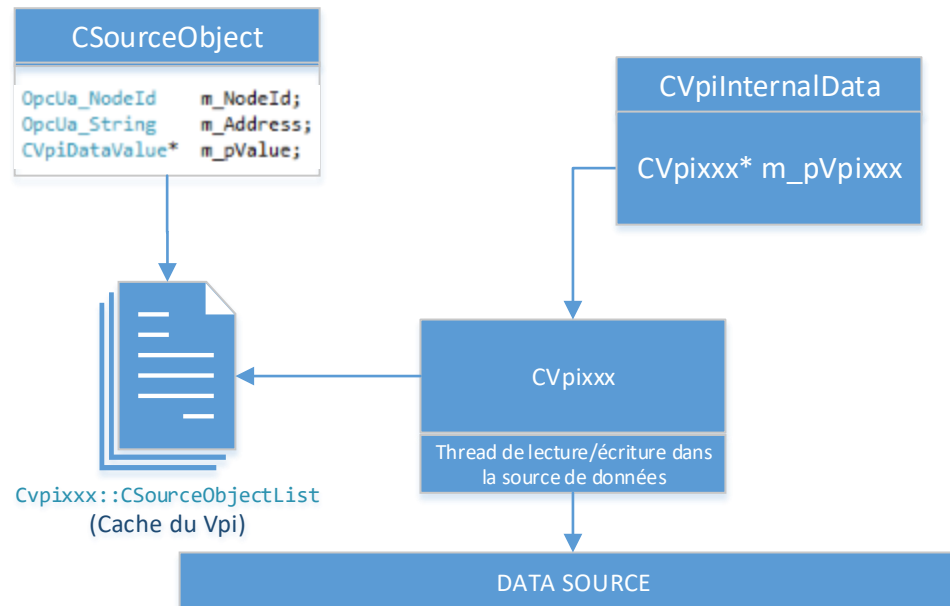 CSourceObject
OpcUa_NodeId m_NodeId;
OpcUa_String m_Address;
CVpiDataValue* m_pValue;
CVpiInternalData
CVpixxx* m_pVpixxx
CVpixxx
Thread de lecture/écriture dans
la source de données
Cvpixxx::CSourceObjectList
(Cache du Vpi)
DATA SOURCE